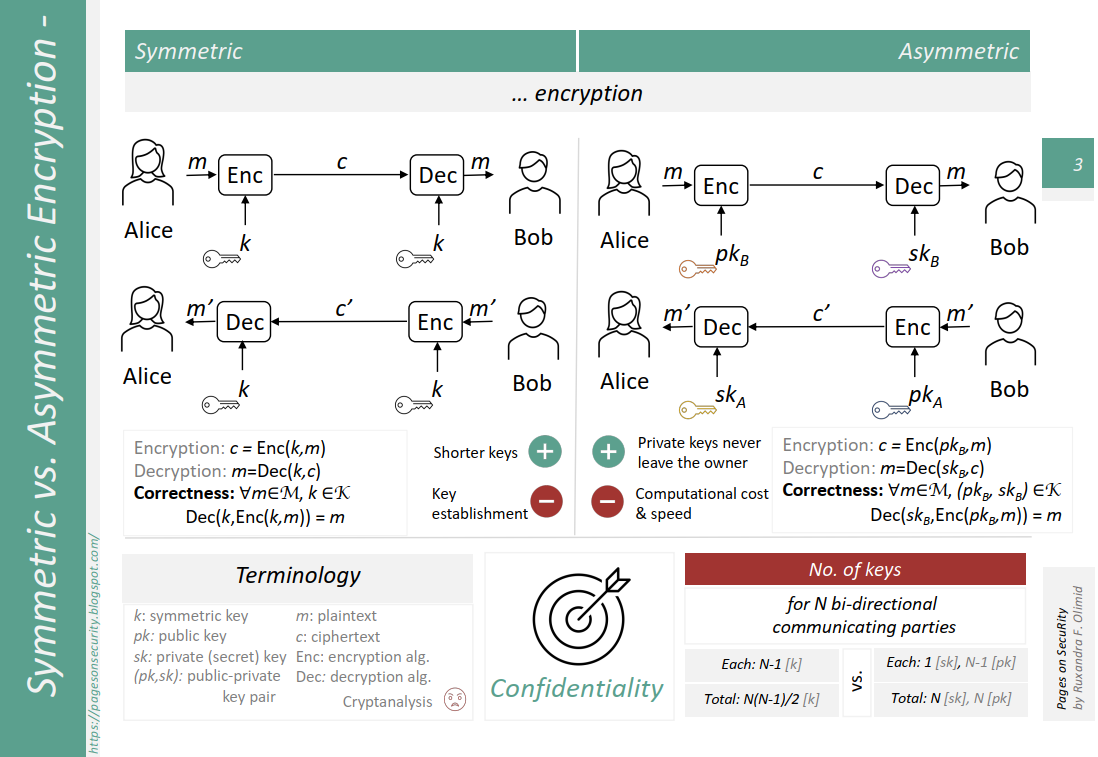 Symmetric vs. Asymmetric Encryption -
https://pagesonsecurity.blogspot.com/
Symmetric
Asymmetric
... encryption
3
m
Enc
c
Dec
m
Alice
k
k
Bob
m’
Dec
c’
Enc
m’
Alice
k
k
Bob
m
Enc
c
Dec
m
Alice
pkB
skB
Bob
m’
Dec
c’
Enc
m’
Alice
skA
pkA
Bob
Encryption: c = Enc(k,m)
Decryption: m=Dec(k,c)
Correctness: ∀m∈ℳ, k ∈𝒦
Dec(k,Enc(k,m)) = m
Shorter keys
Key
establishment
Private keys never
leave the owner
Computational cost
& speed
Encryption: c = Enc(pkB,m)
Decryption: m=Dec(skB,c)
Correctness: ∀m∈ℳ, (pkB, skB) ∈𝒦
Dec(skB,Enc(pkB,m)) = m
Terminology
k: symmetric key
pk: public key
sk: private (secret) key
(pk,sk): public-private
key pair
m: plaintext
c: ciphertext
Enc: encryption alg.
Dec: decryption alg.
Cryptanalysis
Confidentiality
No. of keys
for N bi-directional
communicating parties
Each: N-1 [k]
Total: N(N-1)/2 [k]
vs.
Each: 1 [sk], N-1 [pk]
Total: N [sk], N [pk]
Pages on SecuRity
by Ruxandra F. Olimid